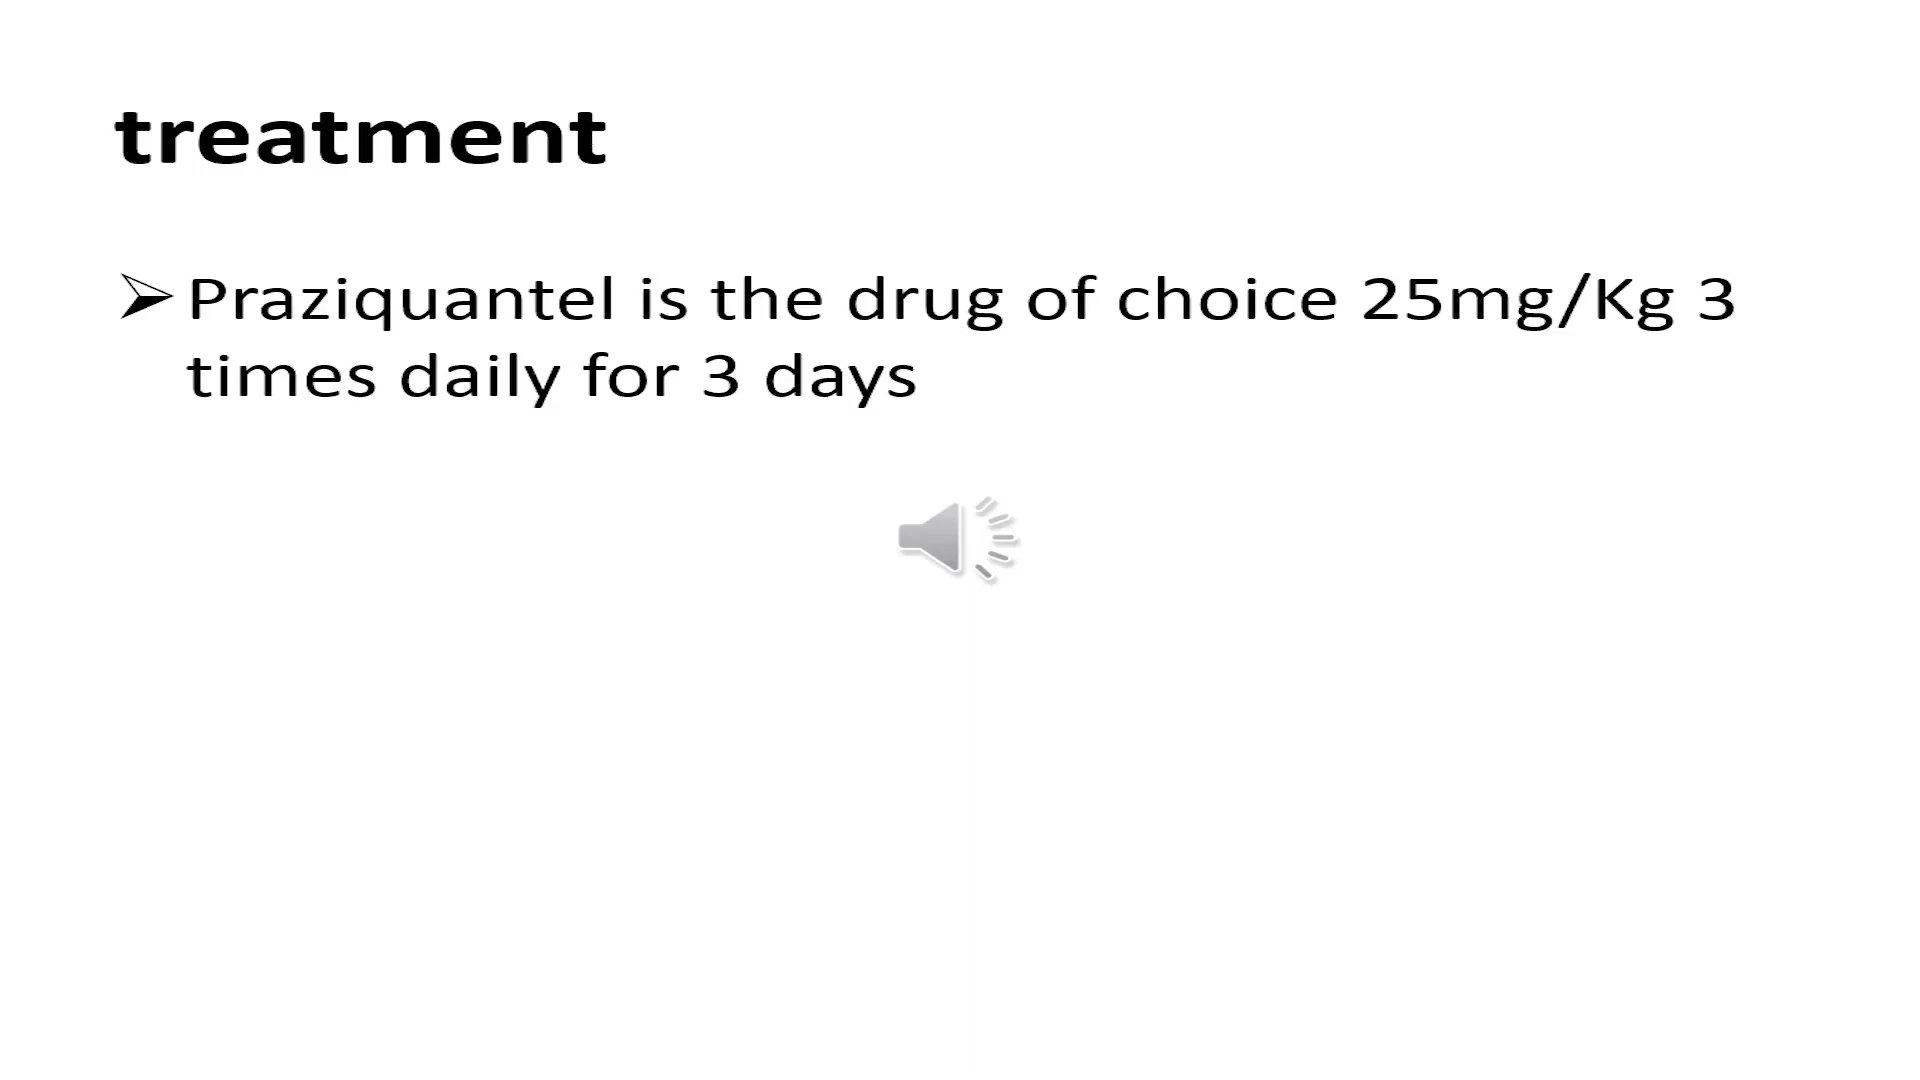 treatment
➢Praziquantel is the drug of choice 25mg/Kg 3
times daily for 3 days